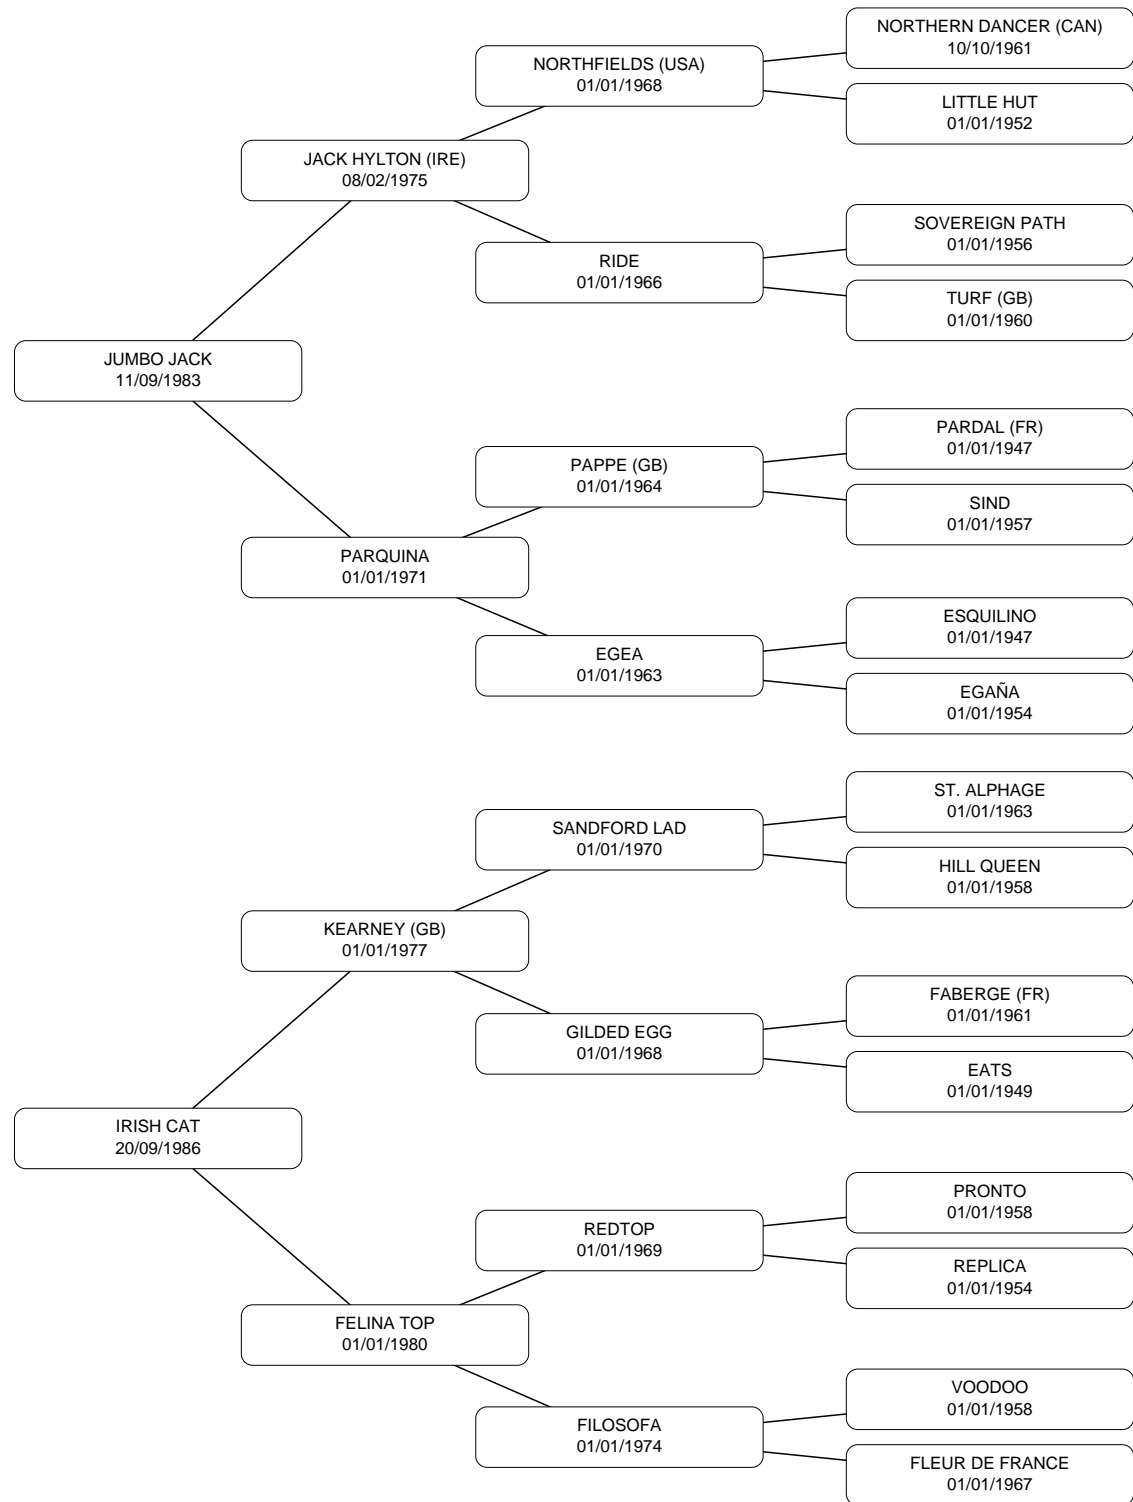 NORTHERN DANCER (CAN)
10/10/1961
NORTHFIELDS (USA)
01/01/1968
LITTLE HUT
01/01/1952
JACK HYLTON (IRE)
08/02/1975
SOVEREIGN PATH
01/01/1956
RIDE
01/01/1966
TURF (GB)
01/01/1960
JUMBO JACK
11/09/1983
PARDAL (FR)
01/01/1947
PAPPE (GB)
01/01/1964
SIND
01/01/1957
PARQUINA
01/01/1971
ESQUILINO
01/01/1947
EGEA
01/01/1963
EGAÑA
01/01/1954
ST. ALPHAGE
01/01/1963
SANDFORD LAD
01/01/1970
HILL QUEEN
01/01/1958
KEARNEY (GB)
01/01/1977
FABERGE (FR)
01/01/1961
GILDED EGG
01/01/1968
EATS
01/01/1949
IRISH CAT
20/09/1986
PRONTO
01/01/1958
REDTOP
01/01/1969
REPLICA
01/01/1954
FELINA TOP
01/01/1980
VOODOO
01/01/1958
FILOSOFA
01/01/1974
FLEUR DE FRANCE
01/01/1967